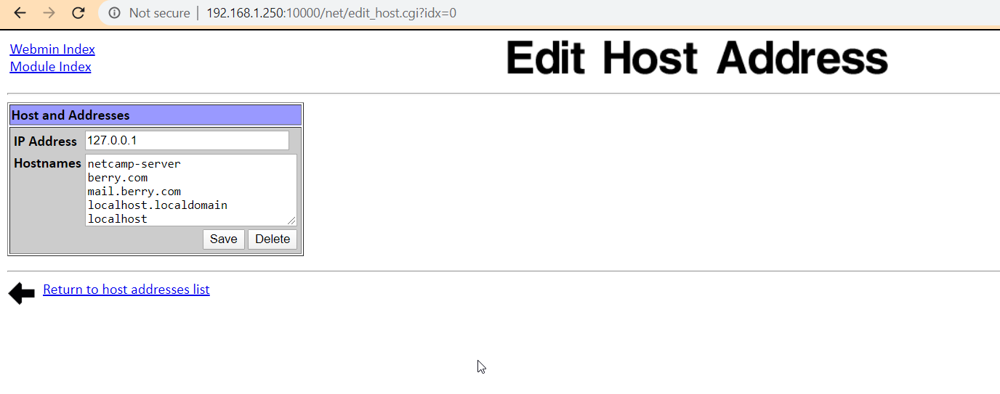 Not secure | 192.168.1.250:10000/net/edit_host.cgi?idx=0
Webmin Index
Module Index
Edit Host Address
Host and Addresses
IP Address 127.0.0.1
Hostnames netcamp-server
berry.com
mail.berry.com
localhost.localdomain
localhost
Save Delete
Return to host addresses list